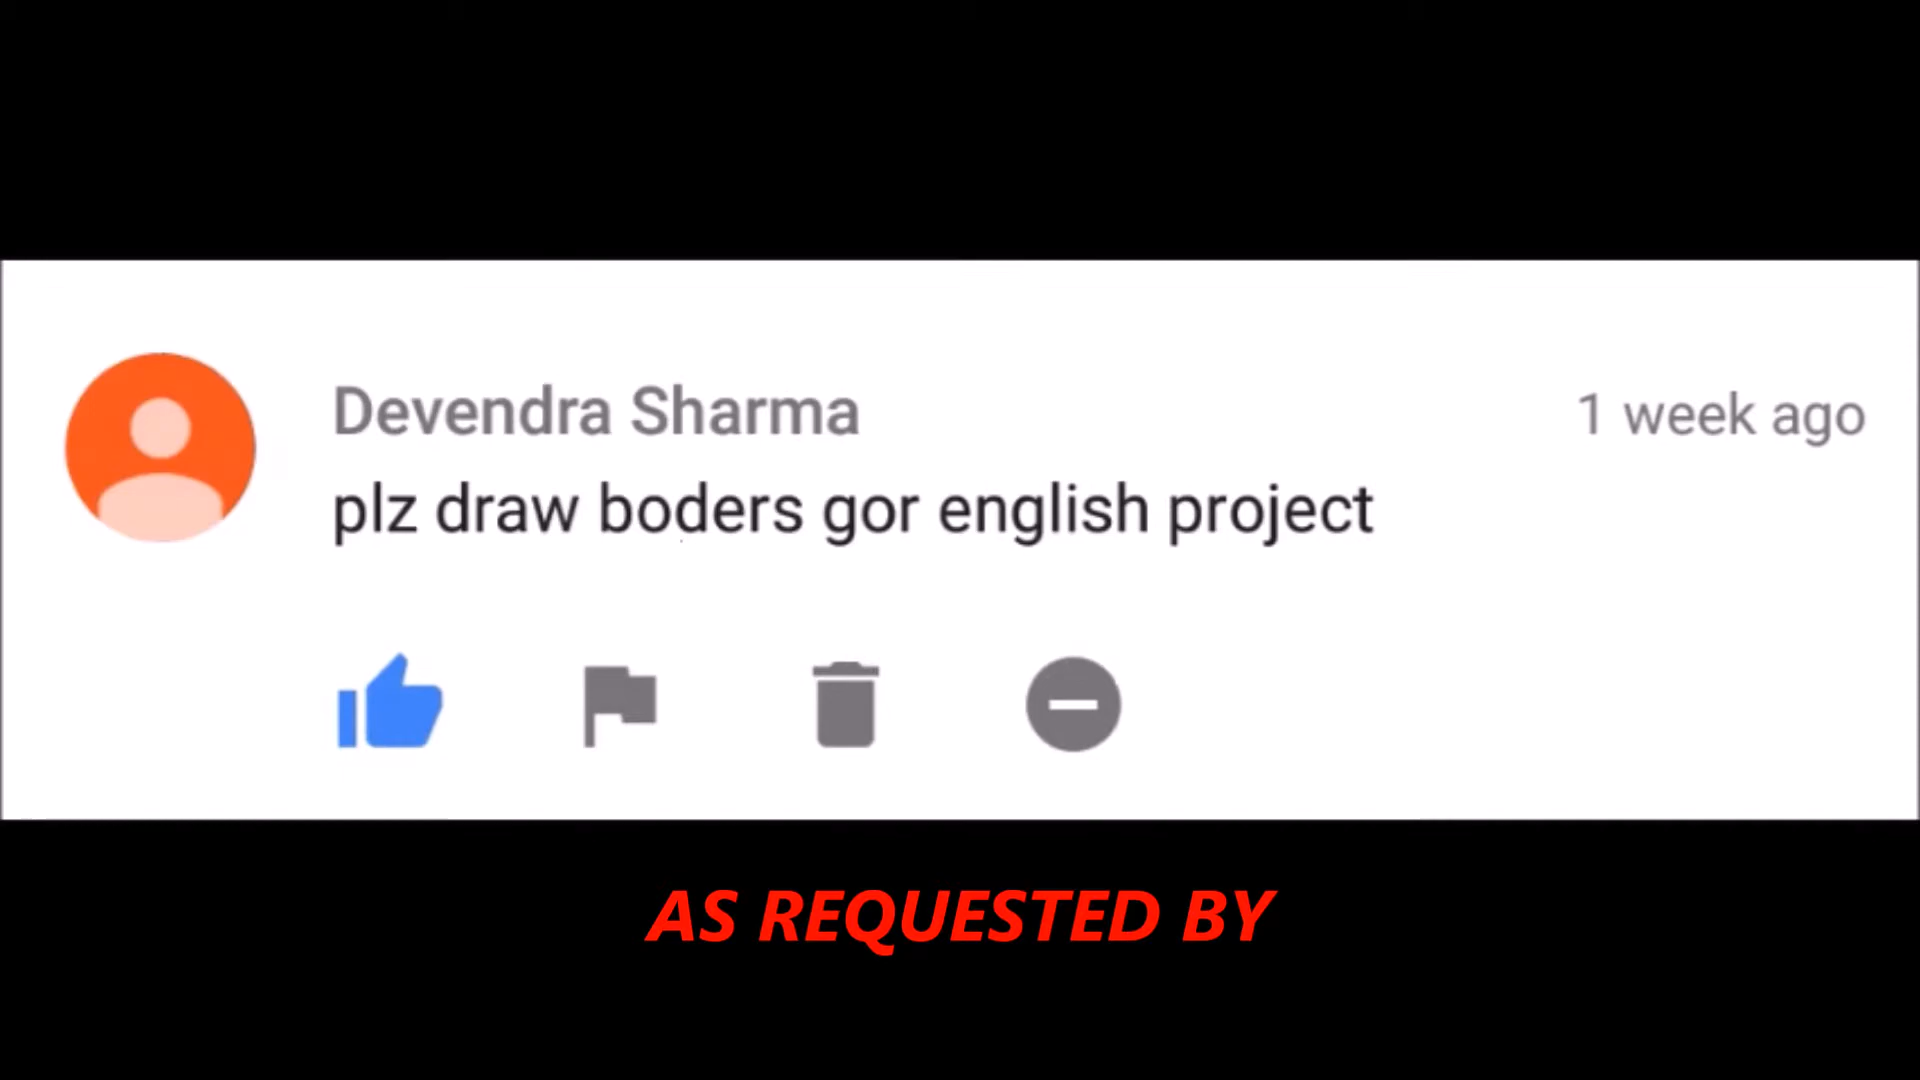 Devendra Sharma
1 week ago
plz draw boders gor english project
AS REQUESTED BY